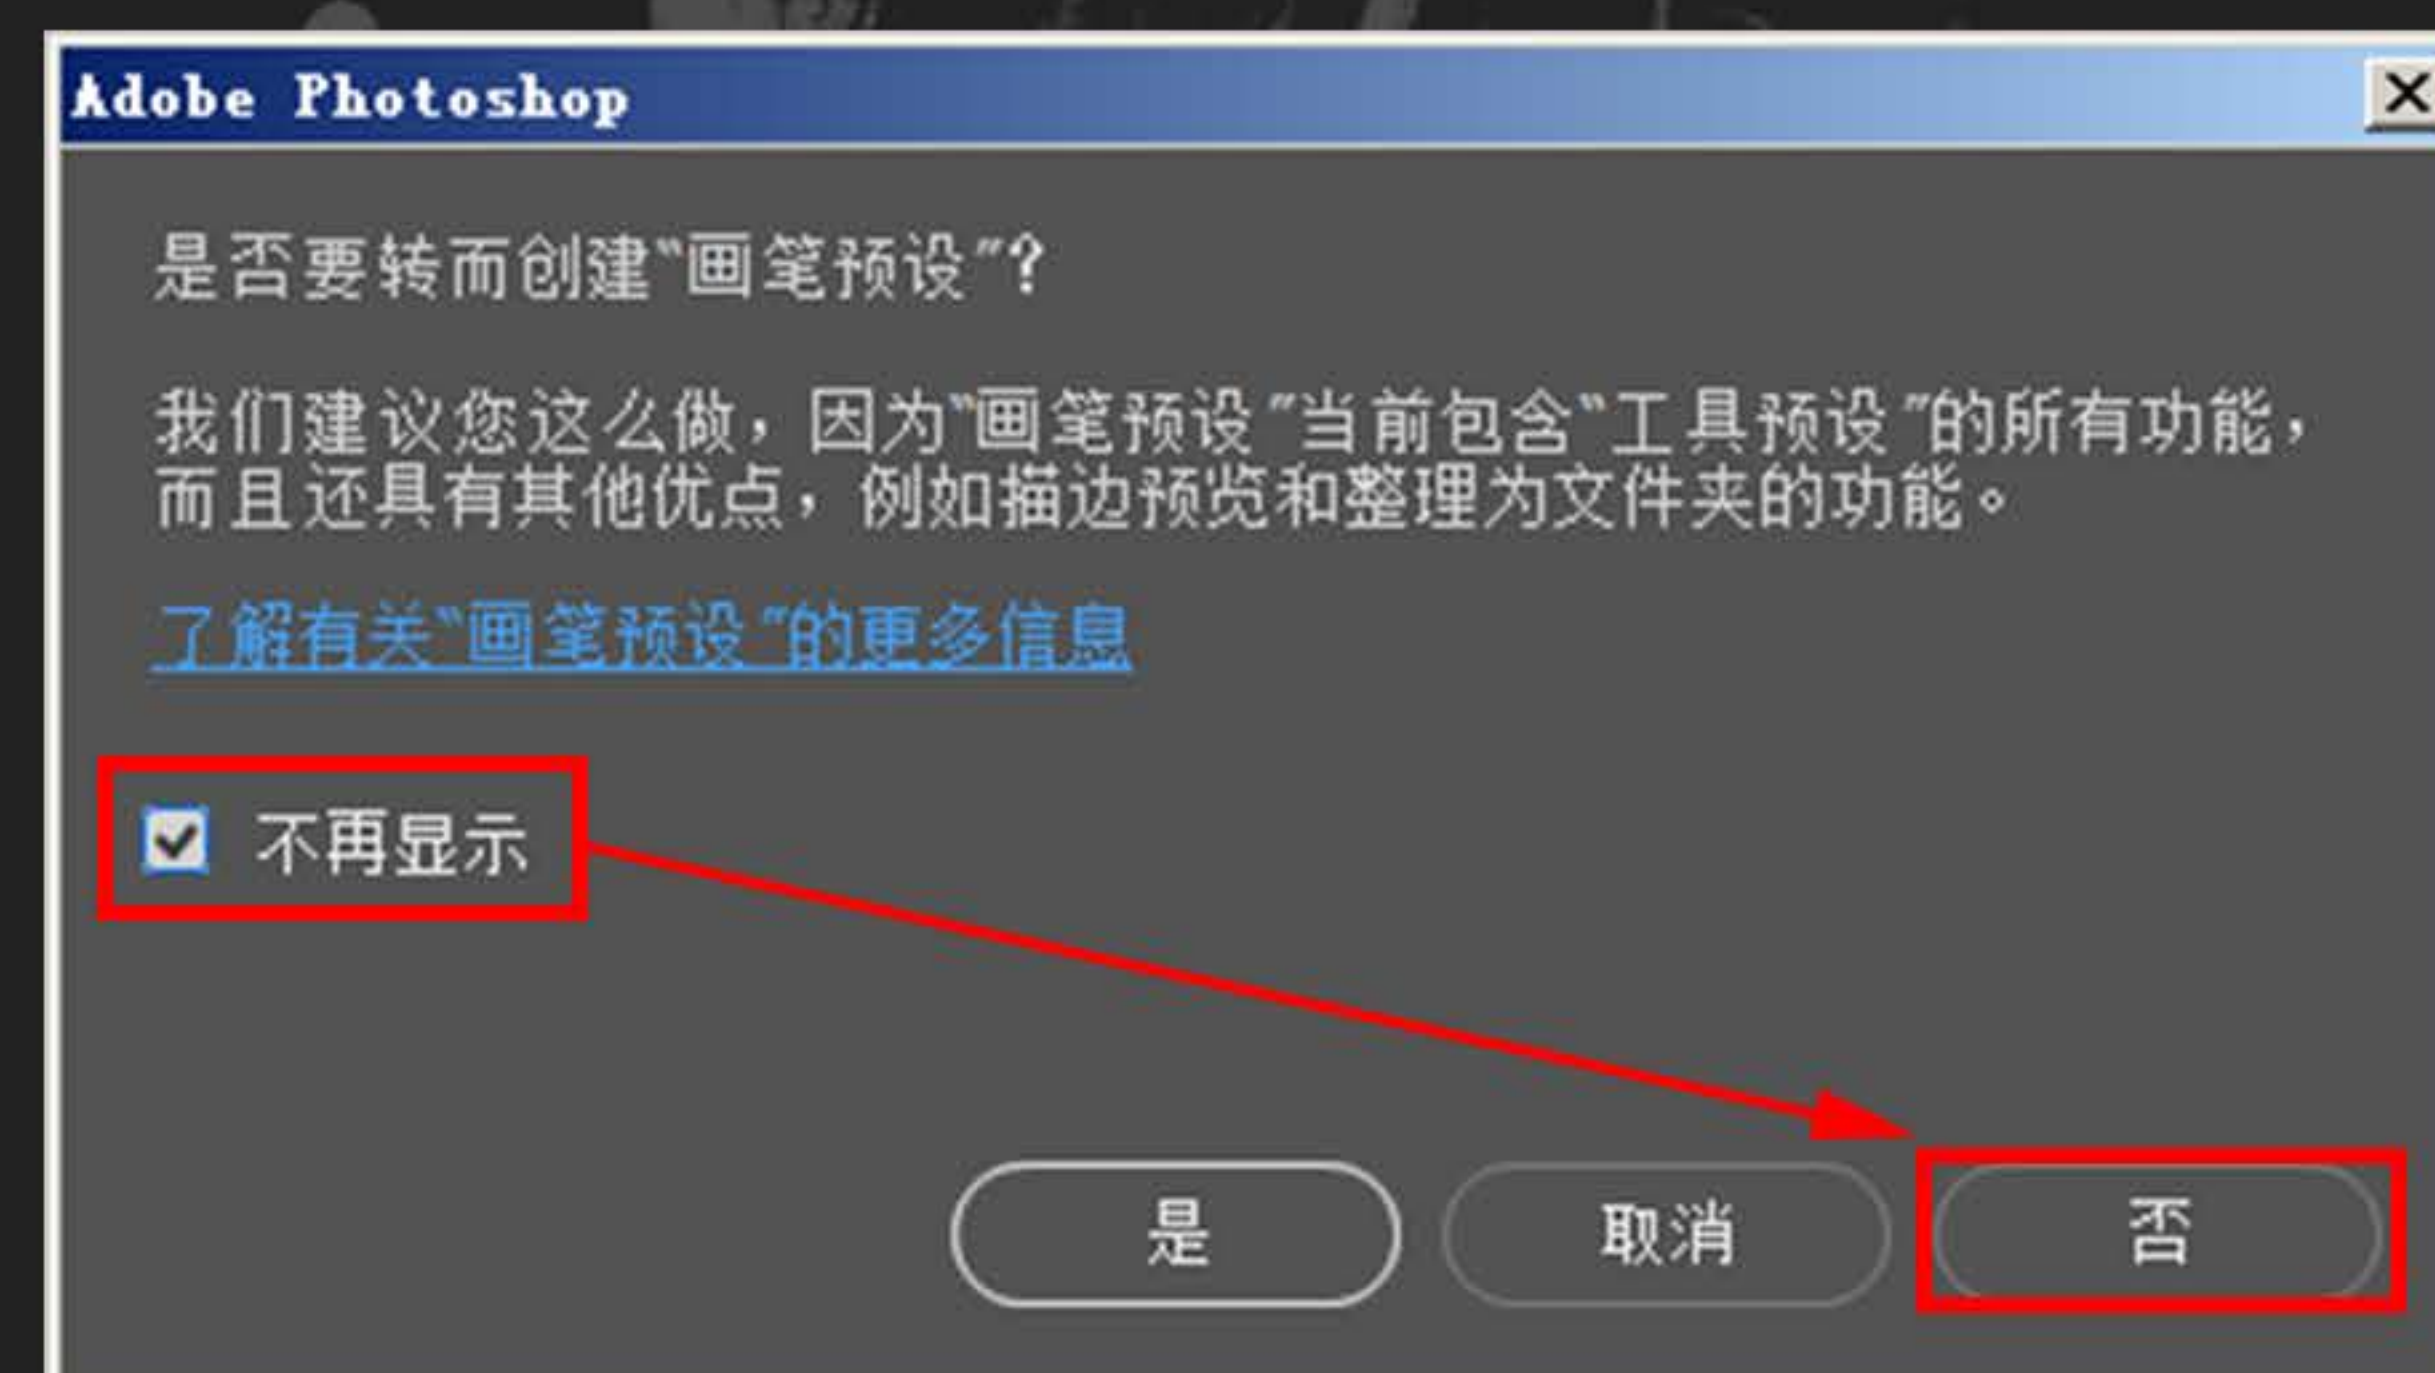 Adobe Photoshop
是否要转而创建“画笔预设”？
我们建议您这么做，因为“画笔预设”当前包含“工具预设”的所有功能，
而且还具有其他优点，例如描边预览和整理为文件夹的功能。
了解有关“画笔预设”的更多信息
不再显示
是 取消 否